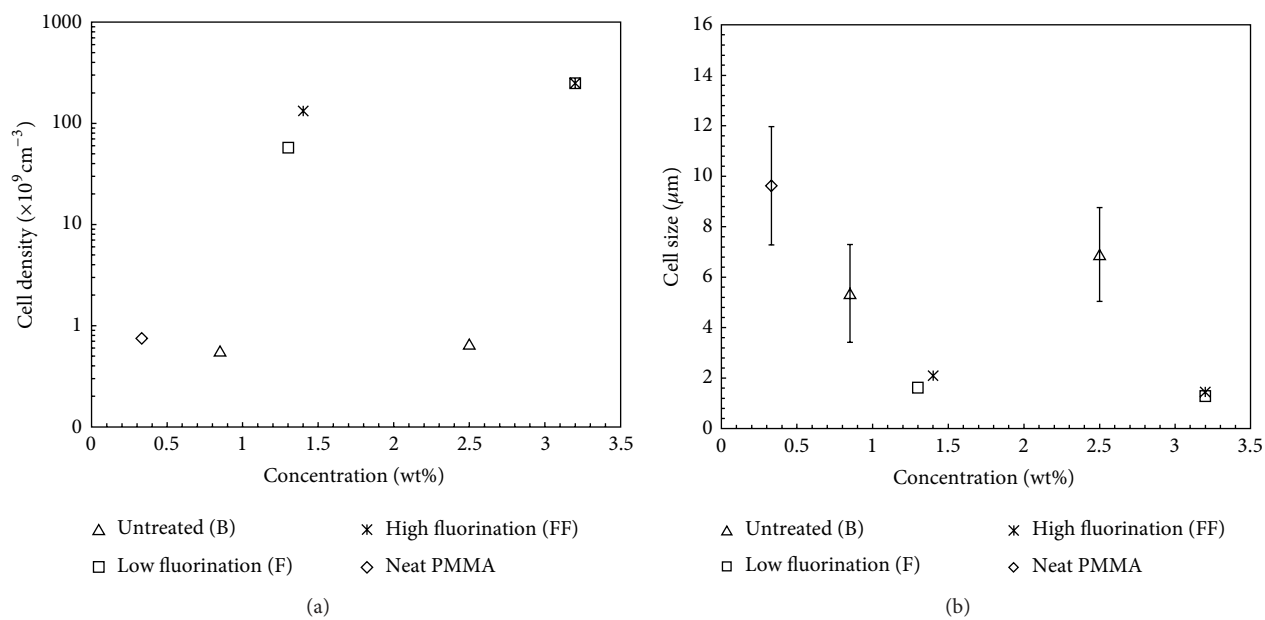 1000
100
10
1
0
Cell density (×10⁹ cm⁻³)
0 0.5 1 1.5 2 2.5 3 3.5
Concentration (wt%)
Untreated (B)
High fluorination (FF)
Low fluorination (F)
Neat PMMA
(a)
16
14
12
10
8
6
4
2
0
Cell size (μm)
0 0.5 1 1.5 2 2.5 3 3.5
Concentration (wt%)
Untreated (B)
High fluorination (FF)
Low fluorination (F)
Neat PMMA
(b)